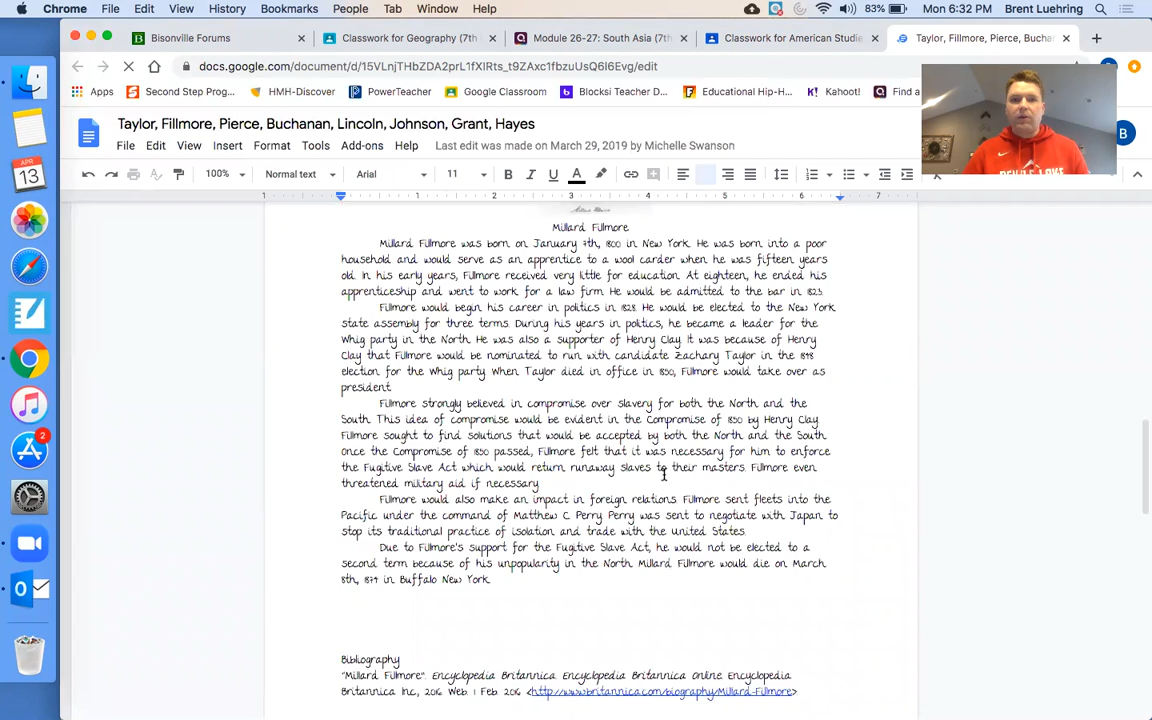 Chrome File Edit View History Bookmarks People Tab Window Help 83% Mon 6:32 PM Brent Luehring
Bisonville Forums Classwork for Geography (7th Module 26-27: South Asia (7th Classwork for American Studie Taylor, Fillmore, Pierce, Buchan
docs.google.com/document/d/15VLnjTHbZDA2prL1fXIRts_t9ZAxc1fbzuUsQ6I6Evg/edit
Apps Second Step Prog... HMH-Discover PowerTeacher Google Classroom Blocksi Teacher D... Educational Hip-H... Kahoot! Find a
Taylor, Fillmore, Pierce, Buchanan, Lincoln, Johnson, Grant, Hayes
File Edit View Insert Format Tools Add-ons Help Last edit was made on March 29, 2019 by Michelle Swanson
B
100% Normal text Arial 11 B I U A
APR
13
1 1 2 3 4 5 6 7
Millard Fillmore
Millard Fillmore was born on January 7th, 1800 in New York. He was born into a poor
household and would serve as an apprentice to a wool carder when he was fifteen years
old. In his early years, Fillmore received very little for education. At eighteen, he ended his
apprenticeship and went to work for a law firm. He would be admitted to the bar in 1823.
Fillmore would begin his career in politics in 1828. He would be elected to the New York
state assembly for three terms. During his years in politics, he became a leader for the
Whig party in the North. He was also a supporter of Henry Clay. It was because of Henry
Clay that Fillmore would be nominated to run with candidate Zachary Taylor in the 1848
election for the Whig party. When Taylor died in office in 1850, Fillmore would take over as
president.
Fillmore strongly believed in compromise over slavery for both the North and the
South. This idea of compromise would be evident in the Compromise of 1850 by Henry Clay.
Fillmore sought to find solutions that would be accepted by both the North and the South.
Once the Compromise of 1850 passed, Fillmore felt that it was necessary for him to enforce
the Fugitive Slave Act which would return runaway slaves to their masters. Fillmore even
threatened military aid if necessary.
Fillmore would also make an impact in foreign relations. Fillmore sent fleets into the
Pacific under the command of Matthew C. Perry. Perry was sent to negotiate with Japan to
stop its traditional practice of isolation and trade with the United States.
Due to Fillmore's support for the Fugitive Slave Act, he would not be elected to a
second term because of his unpopularity in the North. Millard Fillmore would die on March
8th, 1874 in Buffalo New York.
2
Bibliography
"Millard Fillmore". Encyclopedia Britannica. Encyclopedia Britannica Online. Encyclopedia
Britannica Inc., 2016. Web. 1 Feb. 2016. <http://www.britannica.com/biography/Millard-Fillmore>